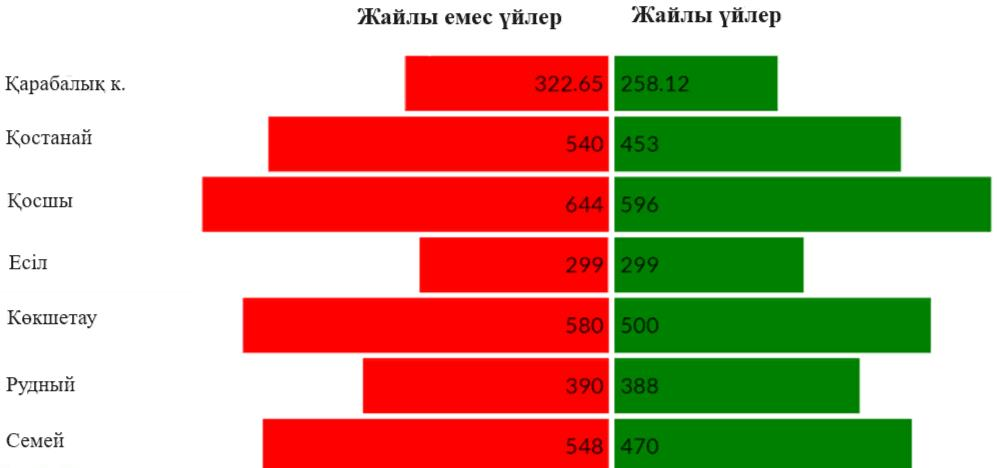 Жайлы емес үйлер Жайлы үйлер
Қарабалық к. 322.65 258.12
Қостанай 540 453
Қосшы 644 596
Есіл 299 299
Көкшетау 580 500
Рудный 390 388
Семей 548 470